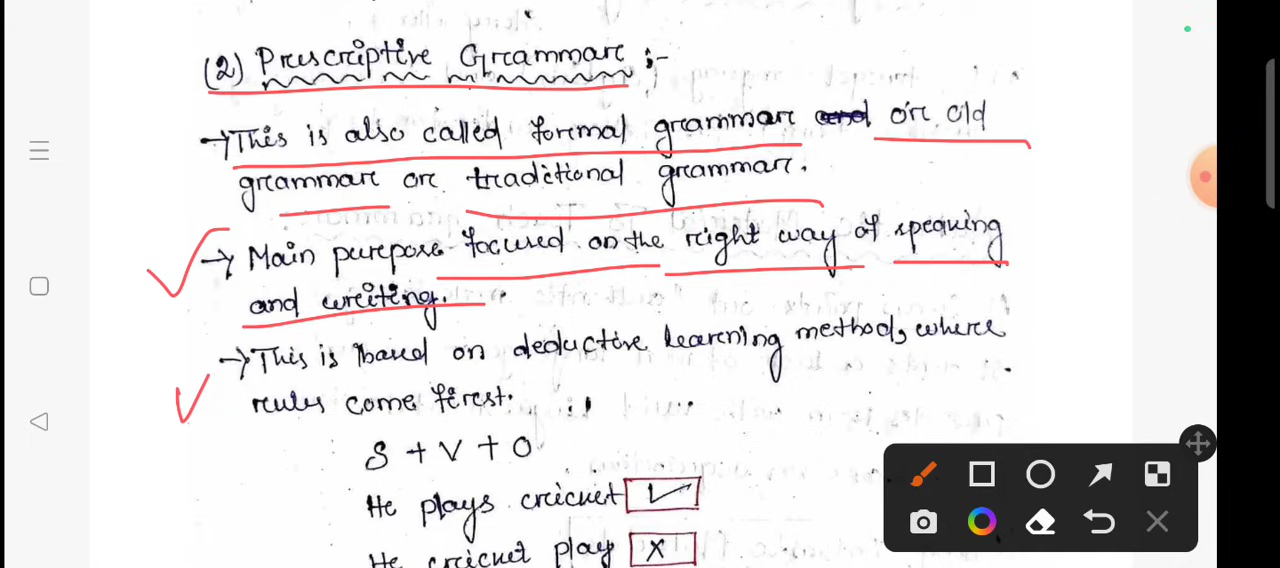 (2) Prescriptive Grammar :-
→ This is also called formal grammar and or old
grammar or traditional grammar.
→ Main purpose focused on the right way of speaking
and writing.
→ This is based on deductive learning method, where
rules come first.
S + V + O
He plays cricket ✓
He cricket play X